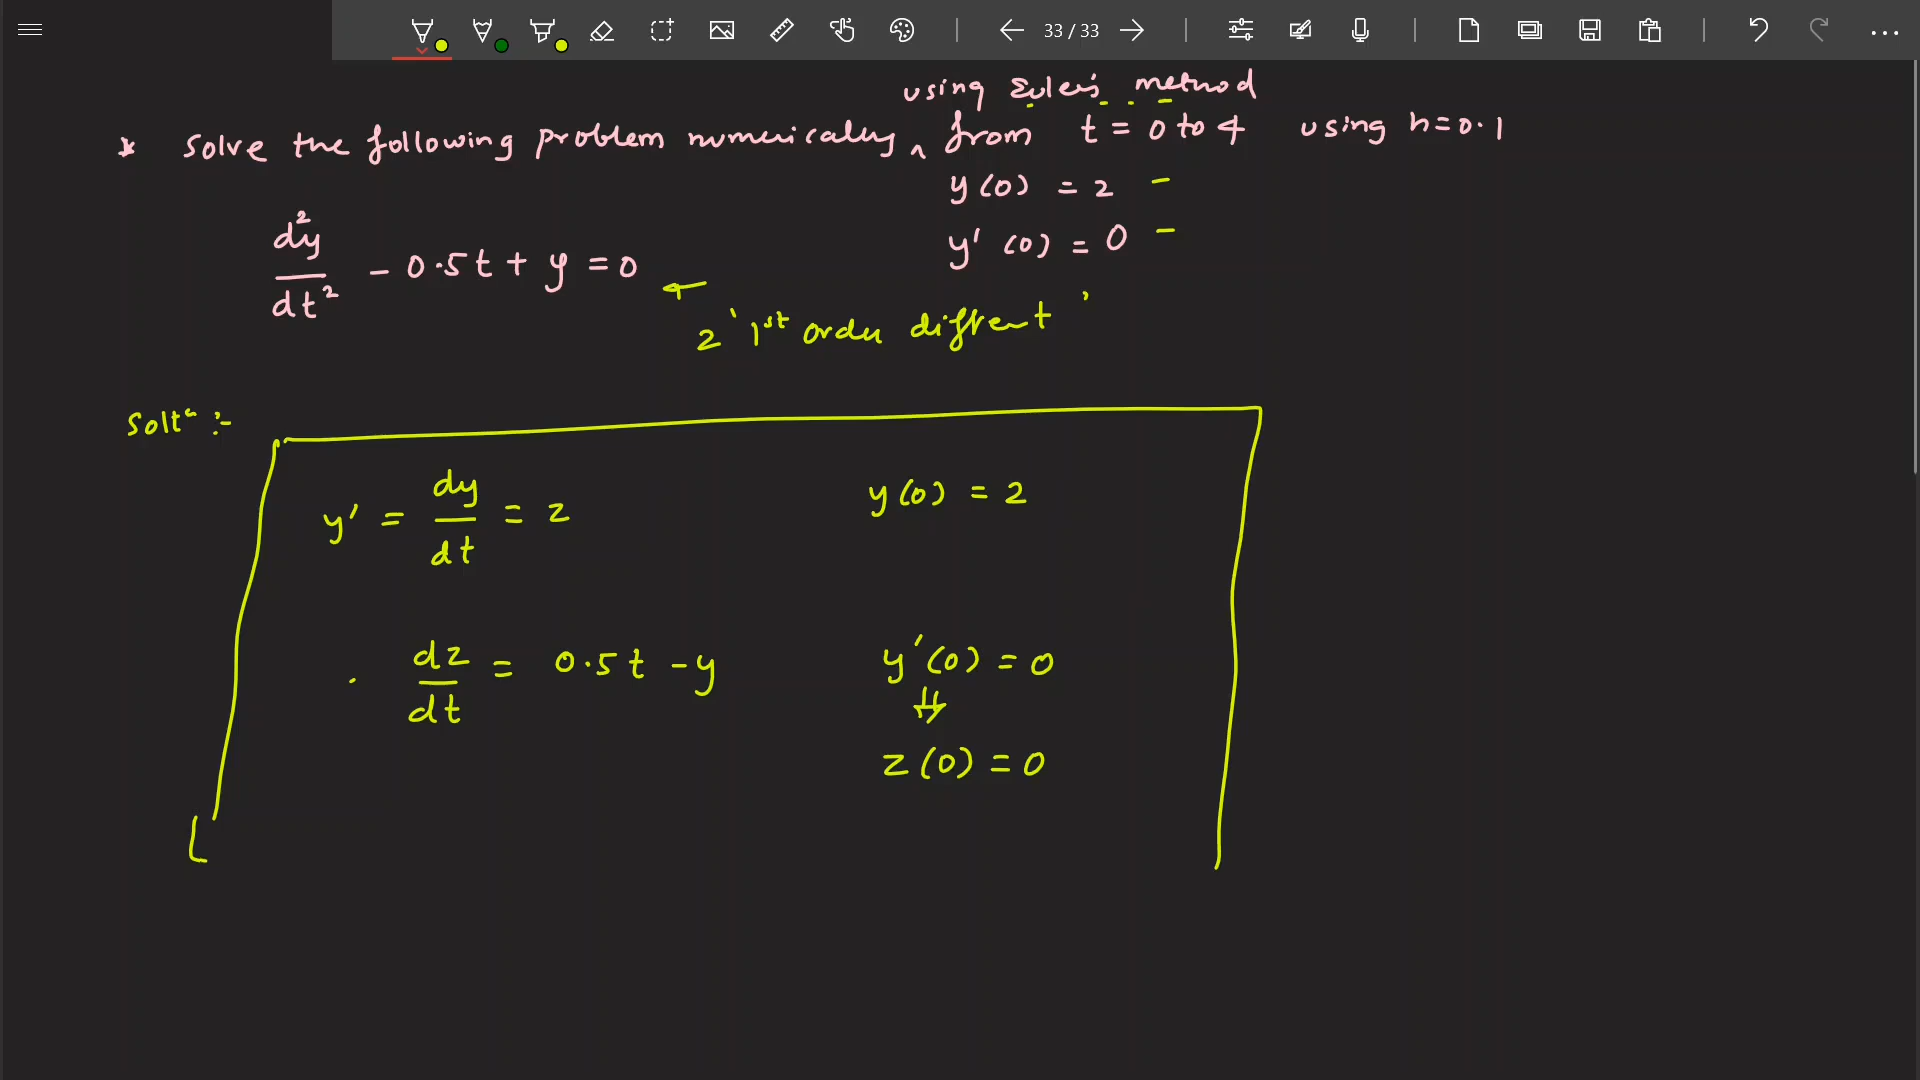 33 / 33
using Euler's method
* Solve the following problem numerically, from t = 0 to 4 using h=0.1
y(0) = 2
d²y/dt² - 0.5t + y = 0
y'(0) = 0
2 '1st order different'
Soltn :-
y' = dy/dt = z
y(0) = 2
dz/dt = 0.5t - y
y'(0) = 0
z(0) = 0